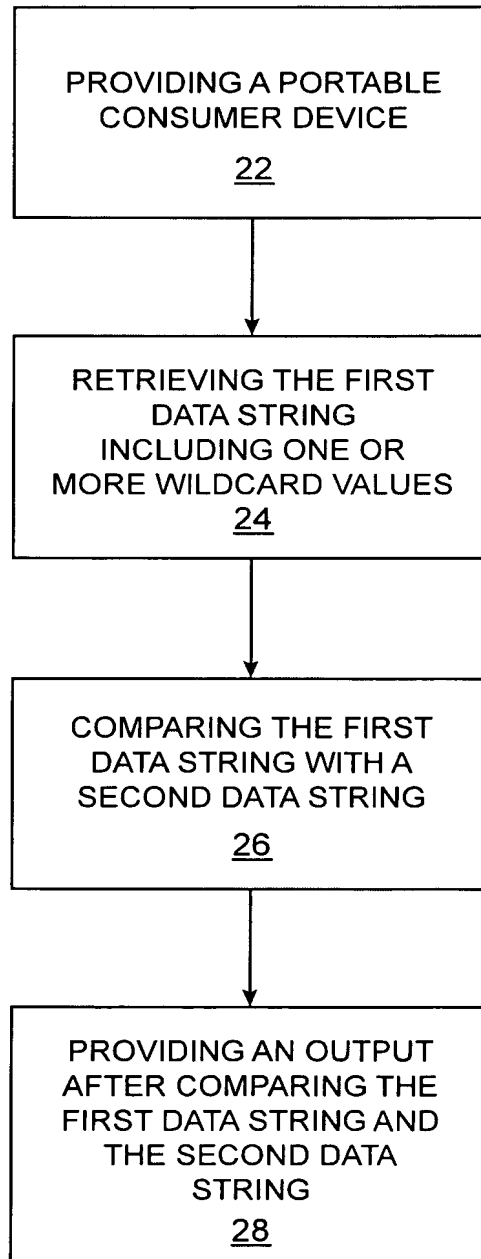 PROVIDING A PORTABLE
CONSUMER DEVICE
22
RETRIEVING THE FIRST
DATA STRING
INCLUDING ONE OR
MORE WILDCARD VALUES
24
COMPARING THE FIRST
DATA STRING WITH A
SECOND DATA STRING
26
PROVIDING AN OUTPUT
AFTER COMPARING THE
FIRST DATA STRING AND
THE SECOND DATA
STRING
28